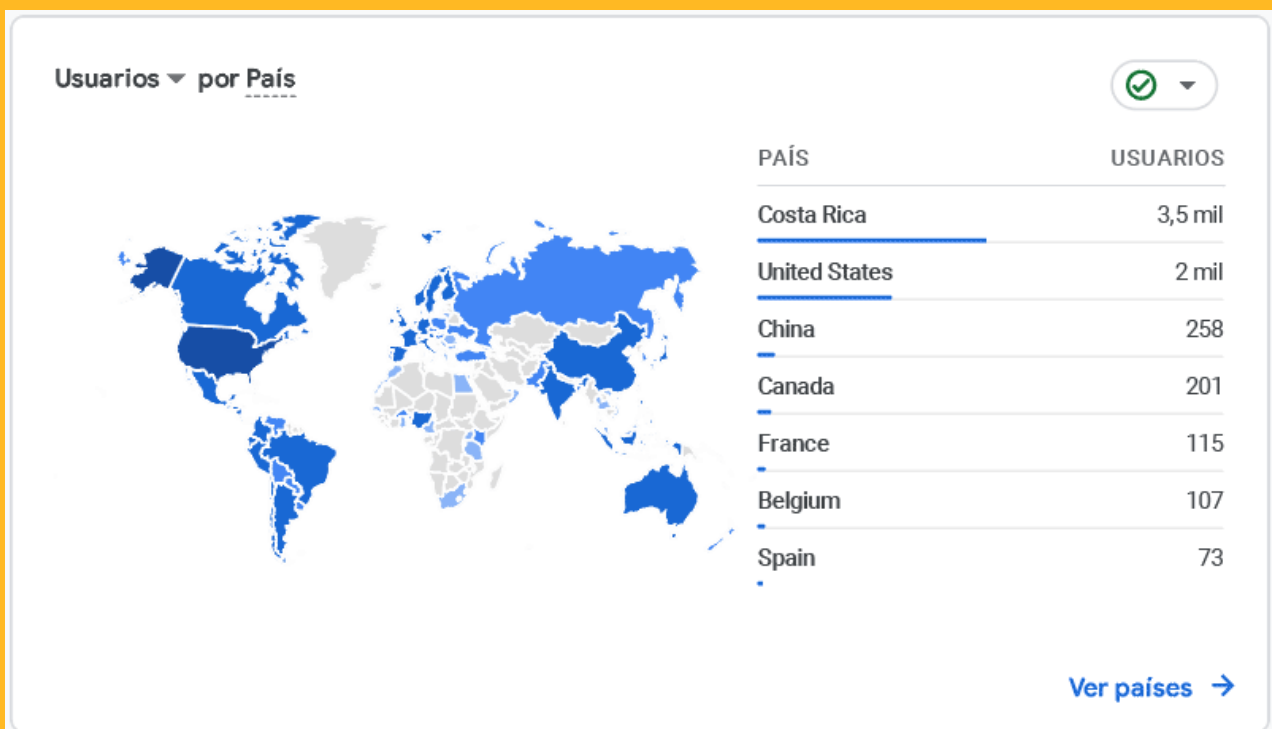 Usuarios por País
PAÍS USUARIOS
Costa Rica 3,5 mil
United States 2 mil
China 258
Canada 201
France 115
Belgium 107
Spain 73
Ver países